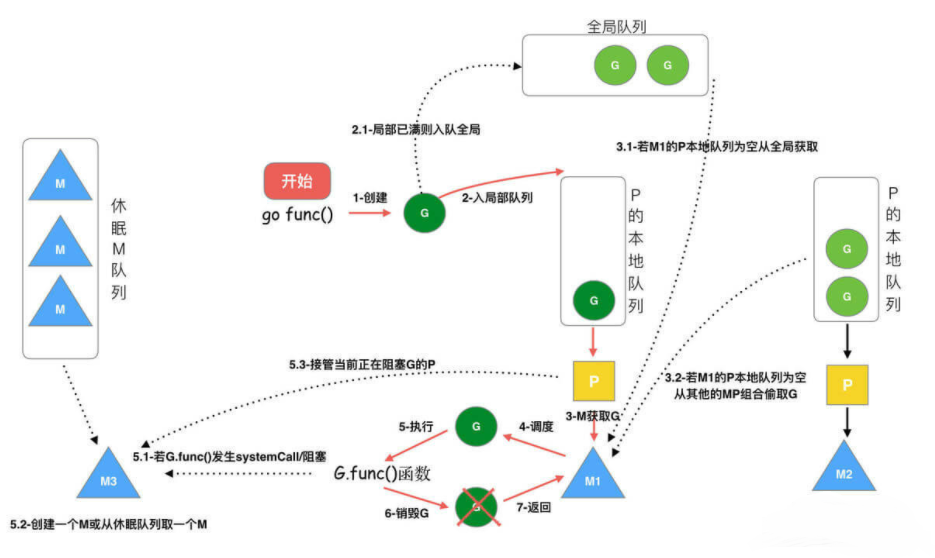 全局队列
G
G
2.1-局部已满则入队全局
3.1-若M1的P本地队列为空从全局获取
开始
go func()
1-创建
G
2-入局部队列
M
M
M
休眠M队列
P的本地队列
G
P的本地队列
G
G
5.3-接管当前正在阻塞G的P
P
3.2-若M1的P本地队列为空
从其他的MP组合偷取G
P
3-M获取G
5-执行
G
4-调度
5.1-若G.func()发生systemCall/阻塞
G.func()函数
M3
M1
M2
6-销毁G
G
7-返回
5.2-创建一个M或从休眠队列取一个M